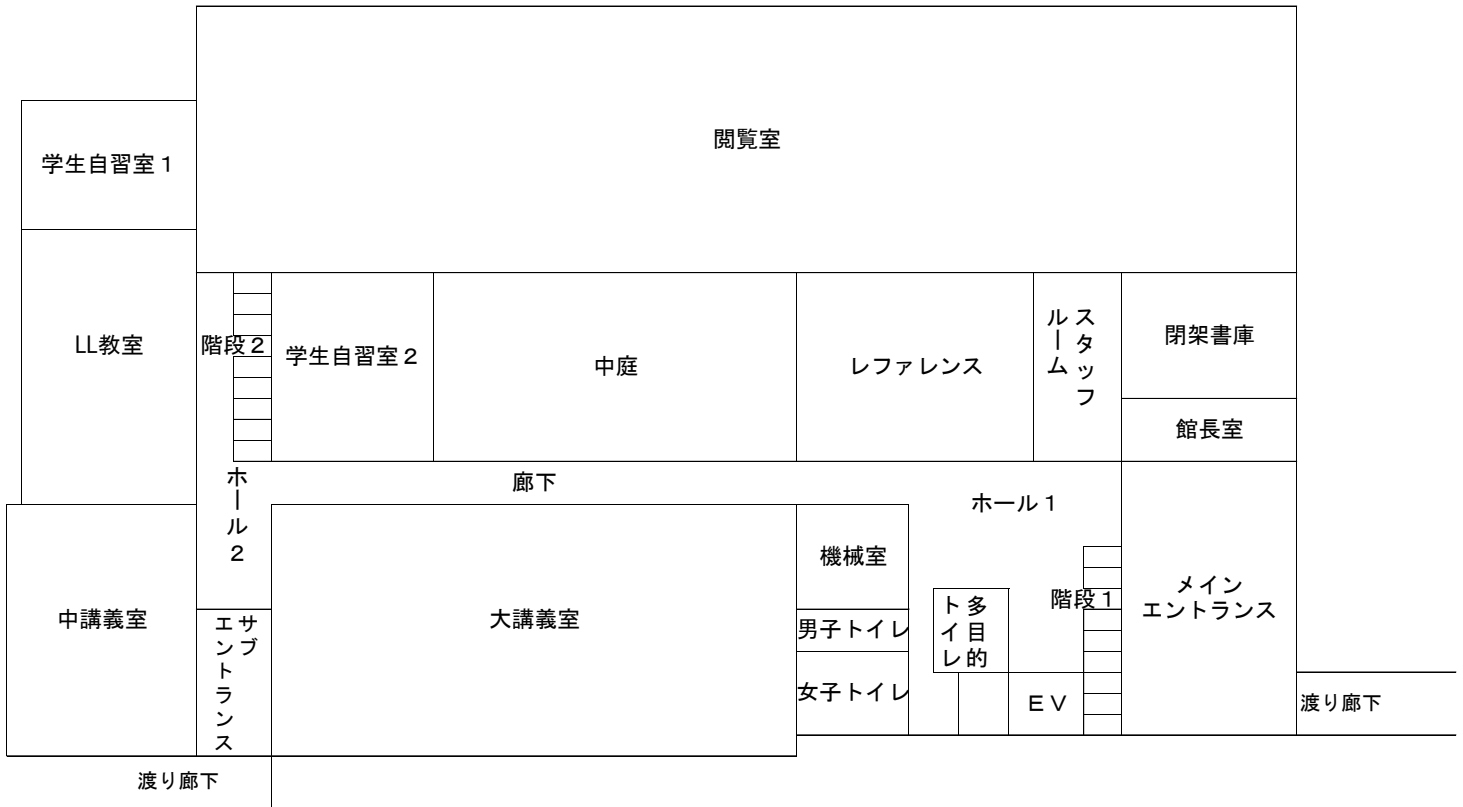 閲覧室
学生自習室１
LL教室
階段２
学生自習室２
中庭
レファレンス
スタッフ
ルーム
閉架書庫
館長室
ホール２
廊下
ホール１
機械室
メイン
エントランス
中講義室
サブ
エントランス
大講義室
男子トイレ
女子トイレ
多目的
トイレ
階段１
ＥＶ
渡り廊下
渡り廊下